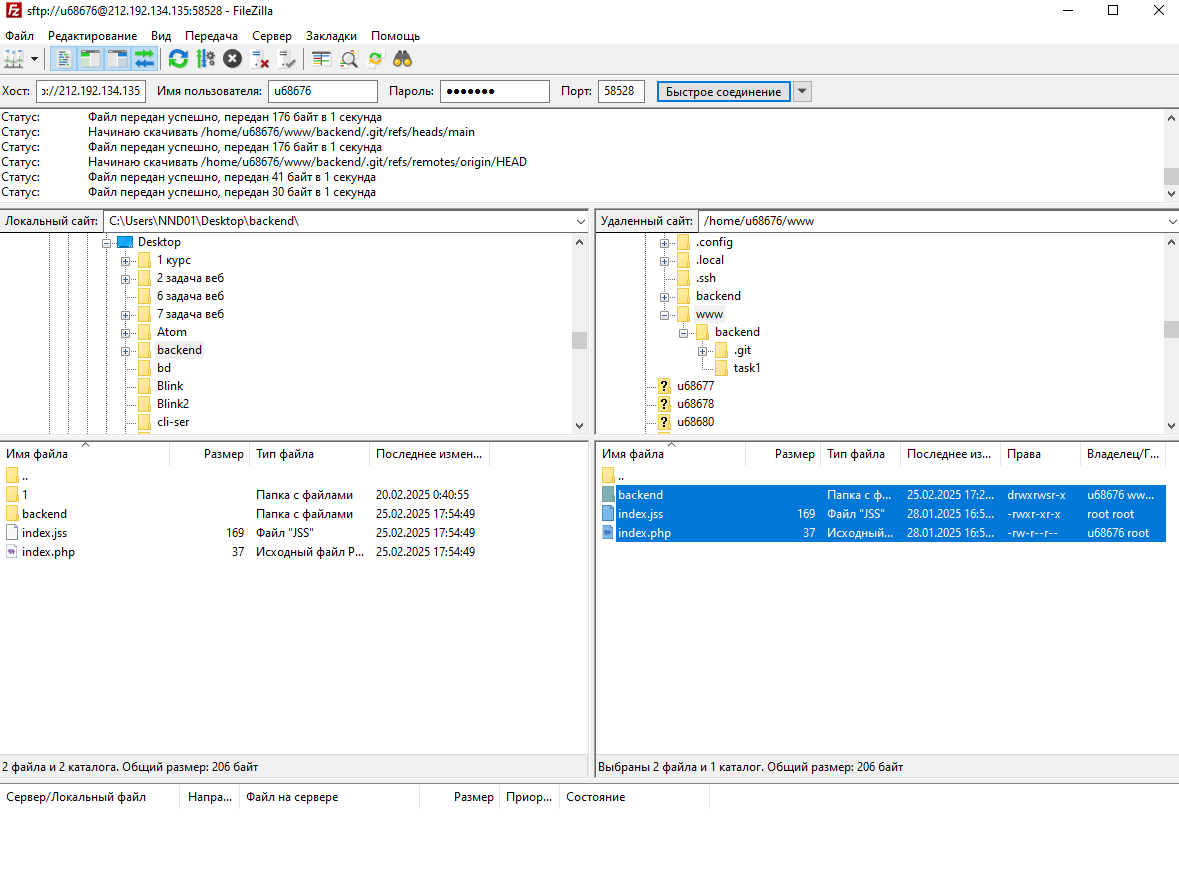 sftp://u68676@212.192.134.135:58528 - FileZilla
Файл Редактирование Вид Передача Сервер Закладки Помощь
Хост: ɔ://212.192.134.135 Имя пользователя: u68676 Пароль: ●●●●●●● Порт: 58528 Быстрое соединение
Статус: Файл передан успешно, передан 176 байт в 1 секунда
Статус: Начинаю скачивать /home/u68676/www/backend/.git/refs/heads/main
Статус: Файл передан успешно, передан 176 байт в 1 секунда
Статус: Начинаю скачивать /home/u68676/www/backend/.git/refs/remotes/origin/HEAD
Статус: Файл передан успешно, передан 41 байт в 1 секунда
Статус: Файл передан успешно, передан 30 байт в 1 секунда
Локальный сайт: C:\Users\NND01\Desktop\backend\
Desktop
1 курс
2 задача веб
6 задача веб
7 задача веб
Atom
backend
bd
Blink
Blink2
cli-ser
Удаленный сайт: /home/u68676/www
.config
.local
.ssh
backend
www
backend
.git
task1
? u68677
? u68678
? u68680
Имя файла Размер Тип файла Последнее измен...
..
1 Папка с файлами 20.02.2025 0:40:55
backend Папка с файлами 25.02.2025 17:54:49
index.jss 169 Файл "JSS" 25.02.2025 17:54:49
index.php 37 Исходный файл P... 25.02.2025 17:54:49
2 файла и 2 каталога. Общий размер: 206 байт
Имя файла Размер Тип файла Последнее из... Права Владелец/Г...
..
backend Папка с ф... 25.02.2025 17:2... drwxrwsr-x u68676 ww...
index.jss 169 Файл "JSS" 28.01.2025 16:5... -rwxr-xr-x root root
index.php 37 Исходный... 28.01.2025 16:5... -rw-r--r-- u68676 root
Выбраны 2 файла и 1 каталог. Общий размер: 206 байт
Сервер/Локальный файл Напра... Файл на сервере Размер Приор... Состояние